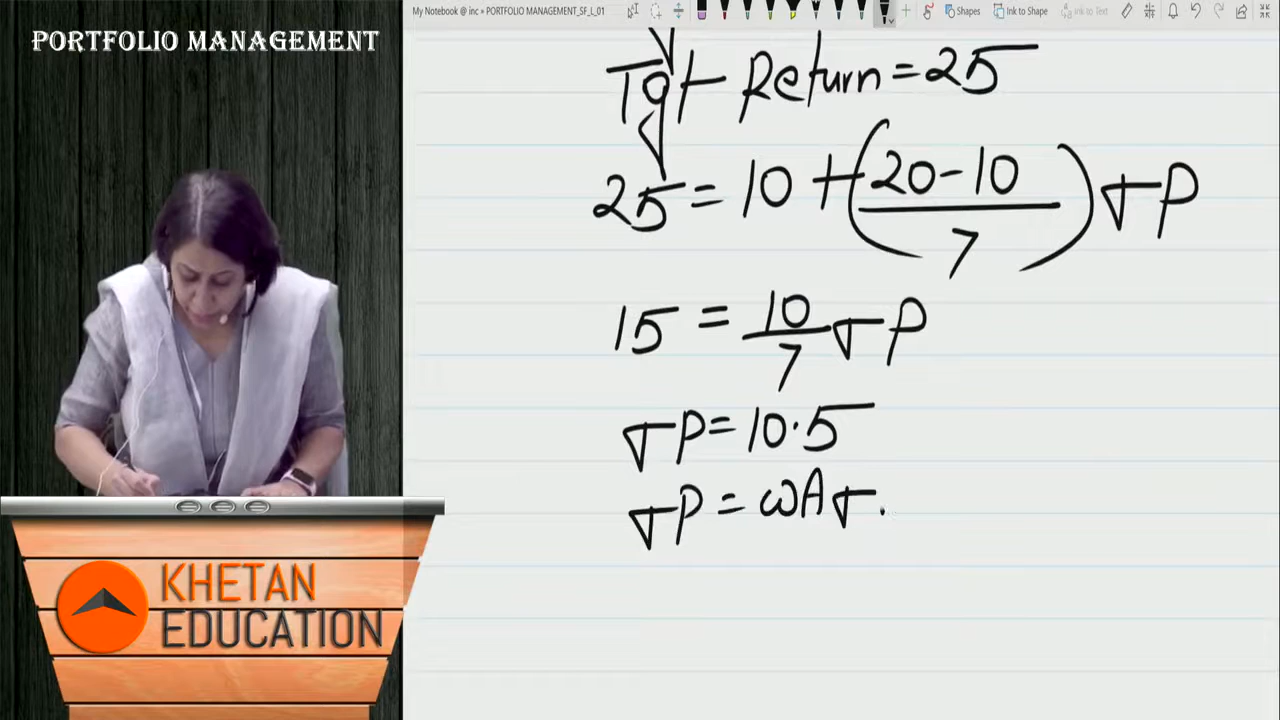 PORTFOLIO MANAGEMENT
My Notebook @ inc » PORTFOLIO MANAGEMENT_SF_L_01
Shapes
Ink to Shape
Ink to Text
Tgt Return = 25
25 = 10 + (20-10 / 7) σP
15 = 10/7 σP
σP = 10.5
σP = ωAσ.
KHETAN
EDUCATION